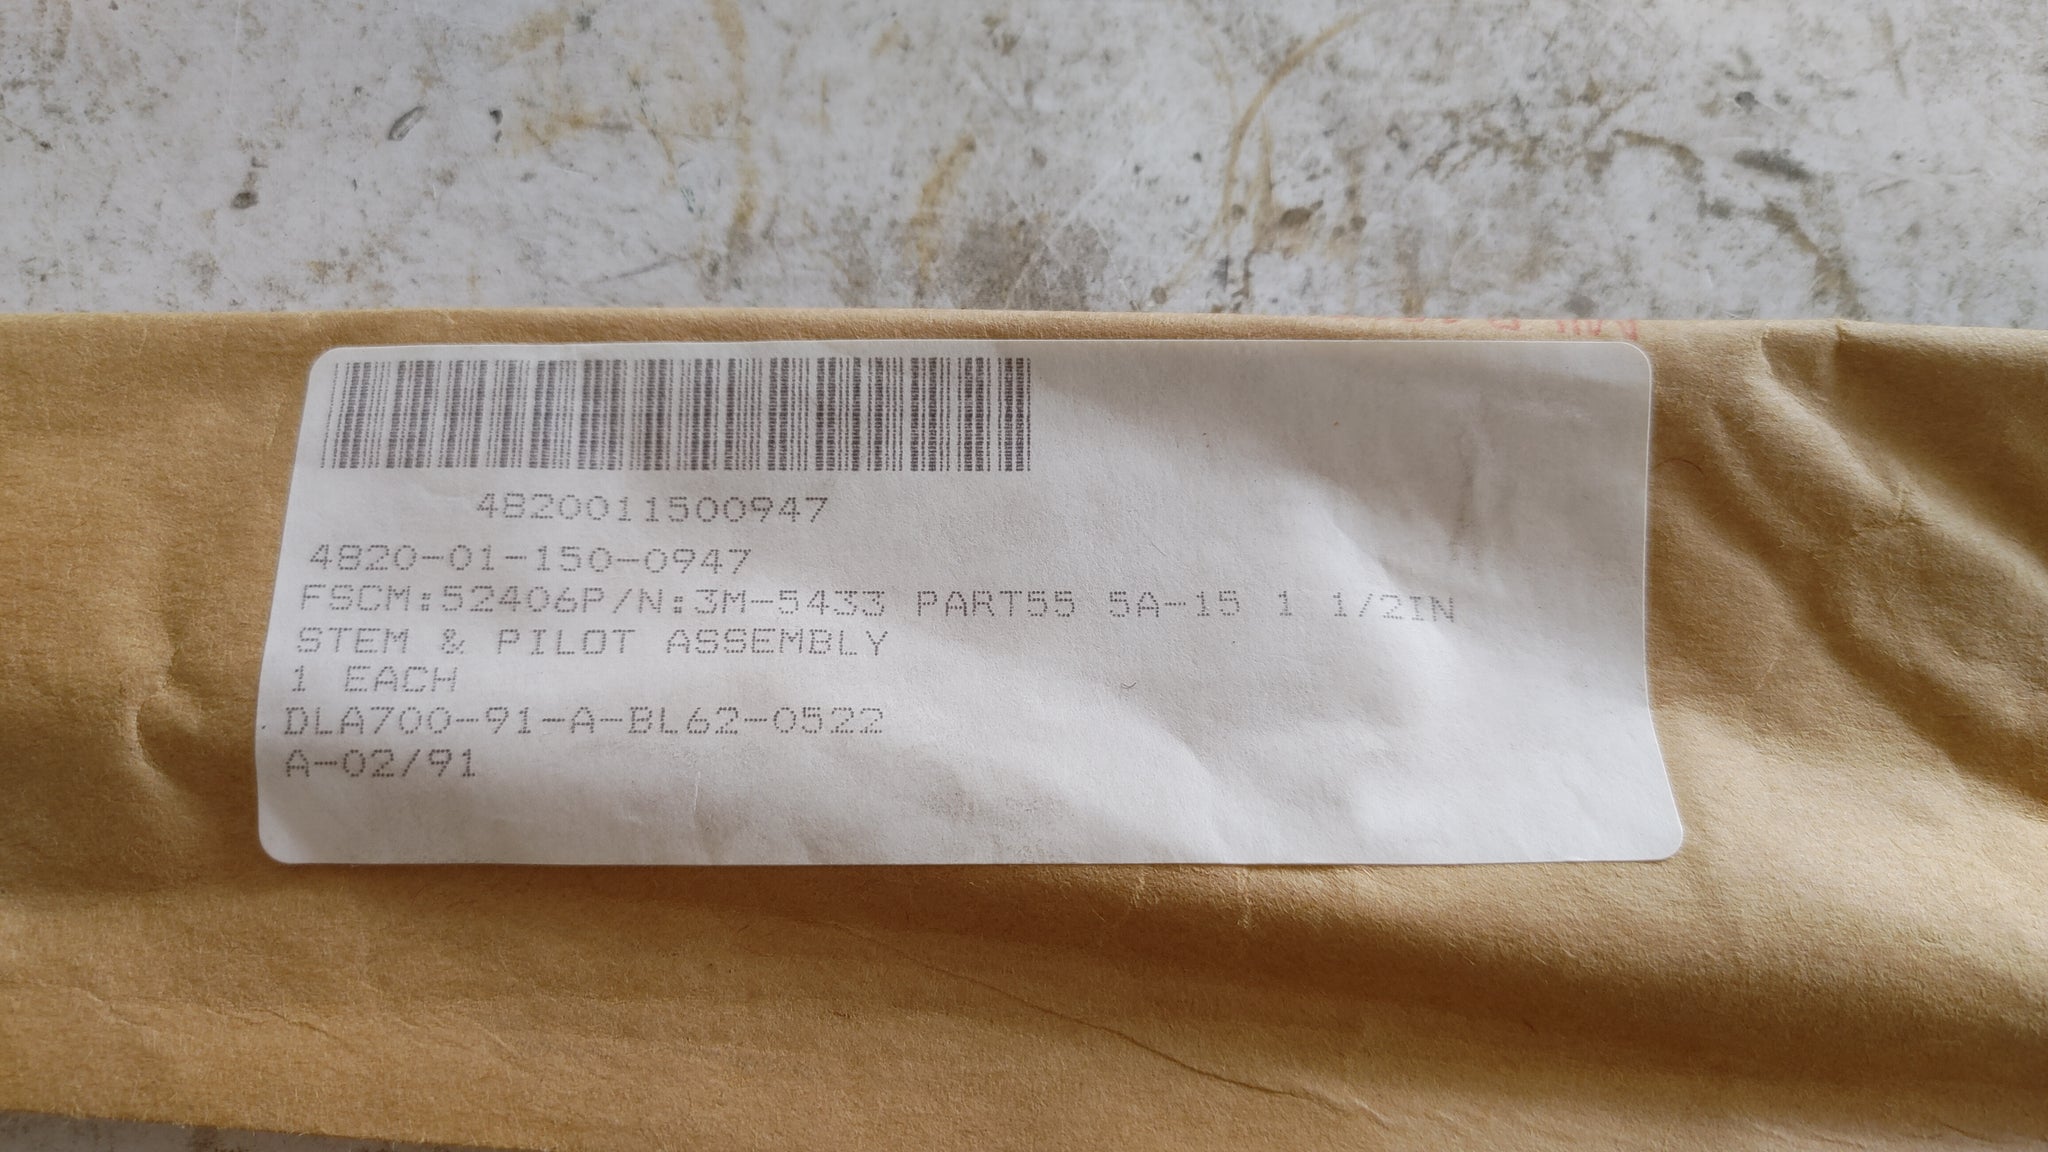 4820011500947
4820-01-150-0947
FSCM:52406P/N:3M-5433 PART55 5A-15 1 1/2IN
STEM & PILOT ASSEMBLY
1 EACH
DLA700-91-A-BL62-0522
A-02/91